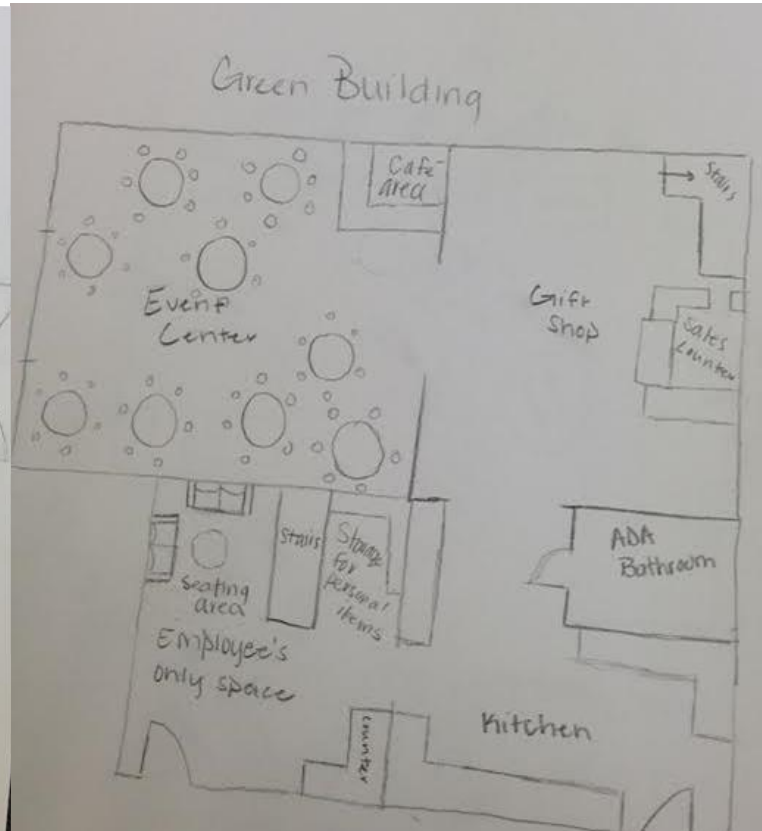 Green Building
Café
area
Stairs
Gift
Shop
Event
Center
Sales
Counter
ADA
Bathroom
Stairs
Storage
for
personal
items
Seating
area
Employee's
only space
Kitchen
Counter